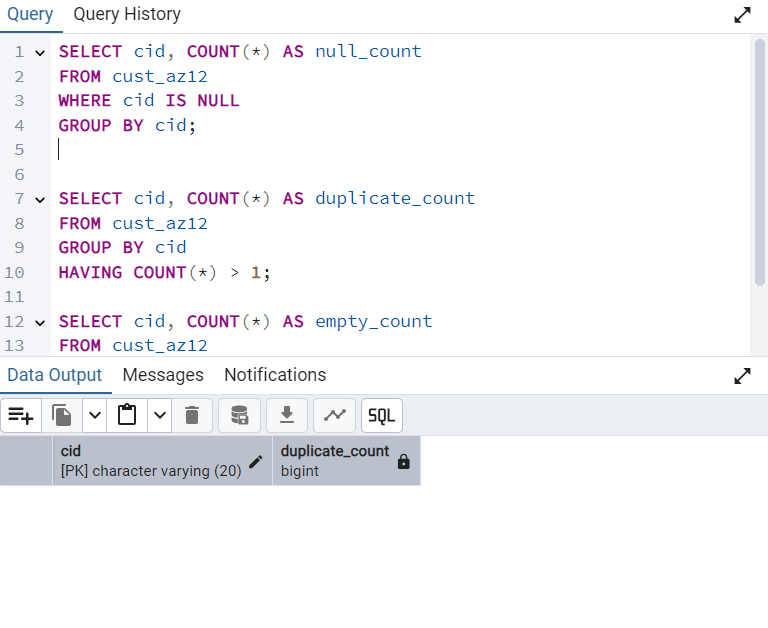 Query Query History
1 SELECT cid, COUNT(*) AS null_count
2 FROM cust_az12
3 WHERE cid IS NULL
4 GROUP BY cid;
5
6
7 SELECT cid, COUNT(*) AS duplicate_count
8 FROM cust_az12
9 GROUP BY cid
10 HAVING COUNT(*) > 1;
11
12 SELECT cid, COUNT(*) AS empty_count
13 FROM cust_az12
Data Output Messages Notifications
SQL
cid duplicate_count
[PK] character varying (20) bigint